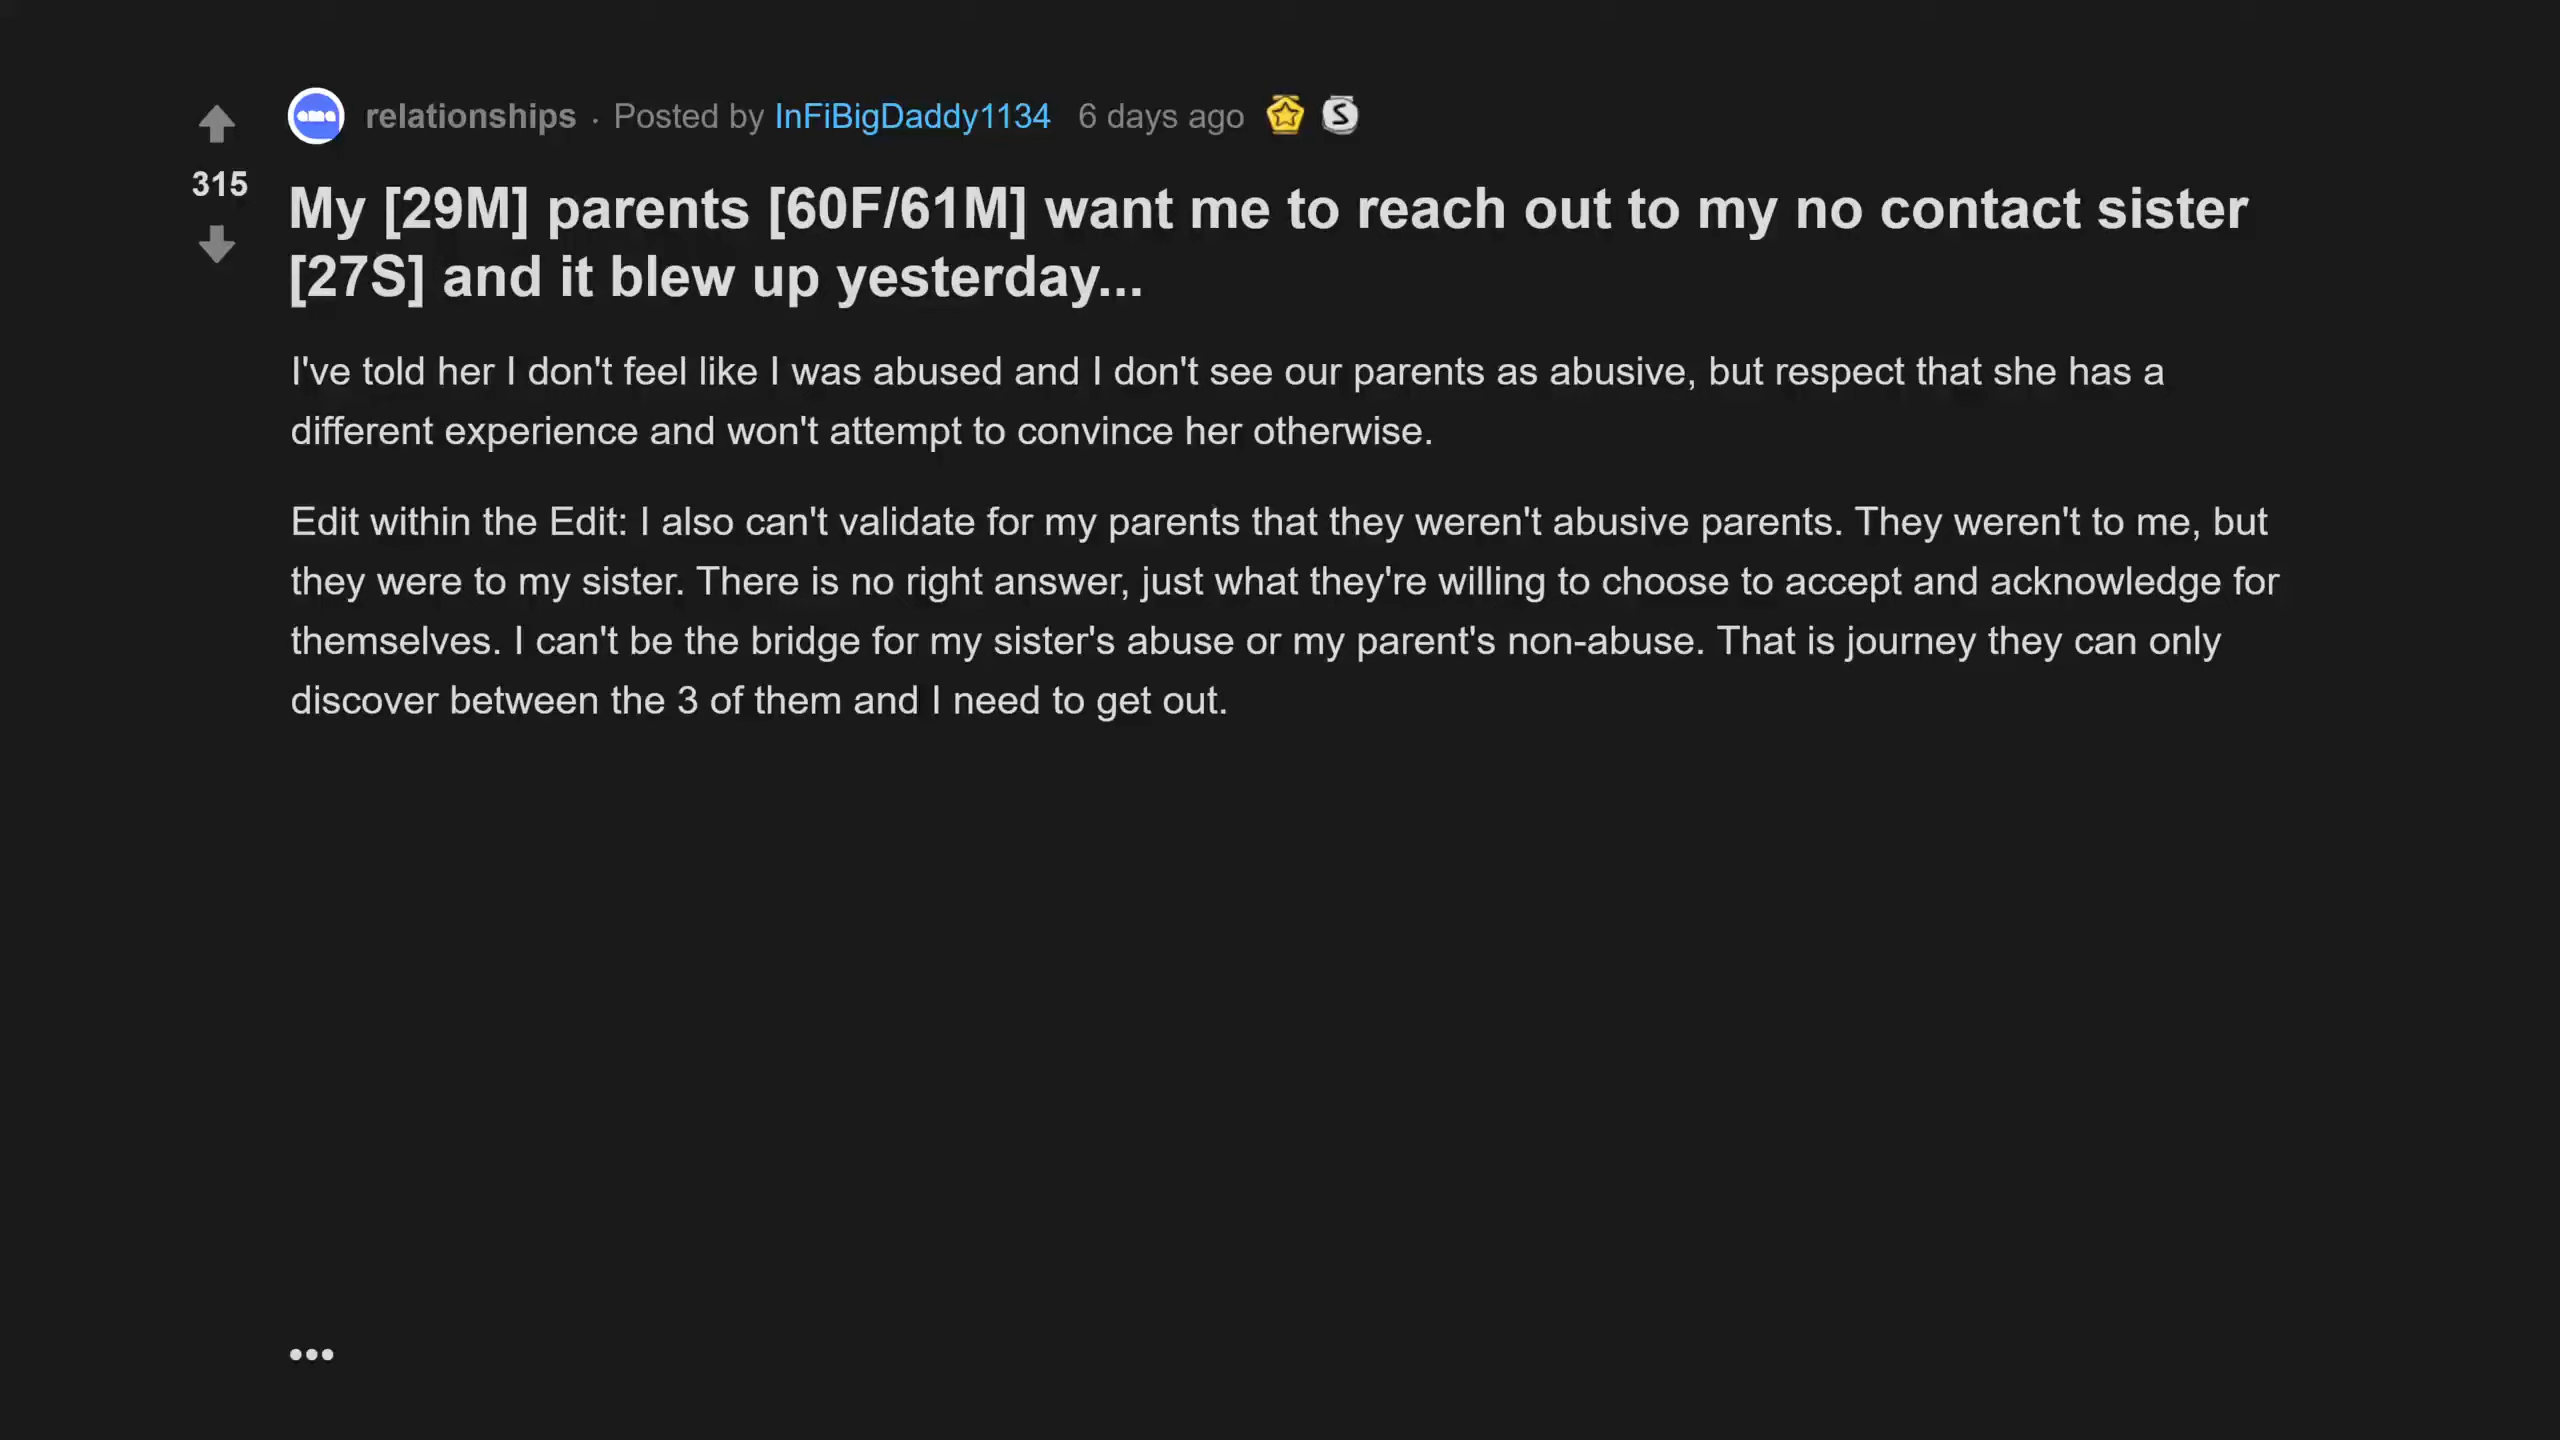 relationships · Posted by InFiBigDaddy1134 6 days ago
315
My [29M] parents [60F/61M] want me to reach out to my no contact sister
[27S] and it blew up yesterday...
I've told her I don't feel like I was abused and I don't see our parents as abusive, but respect that she has a
different experience and won't attempt to convince her otherwise.
Edit within the Edit: I also can't validate for my parents that they weren't abusive parents. They weren't to me, but
they were to my sister. There is no right answer, just what they're willing to choose to accept and acknowledge for
themselves. I can't be the bridge for my sister's abuse or my parent's non-abuse. That is journey they can only
discover between the 3 of them and I need to get out.
•••